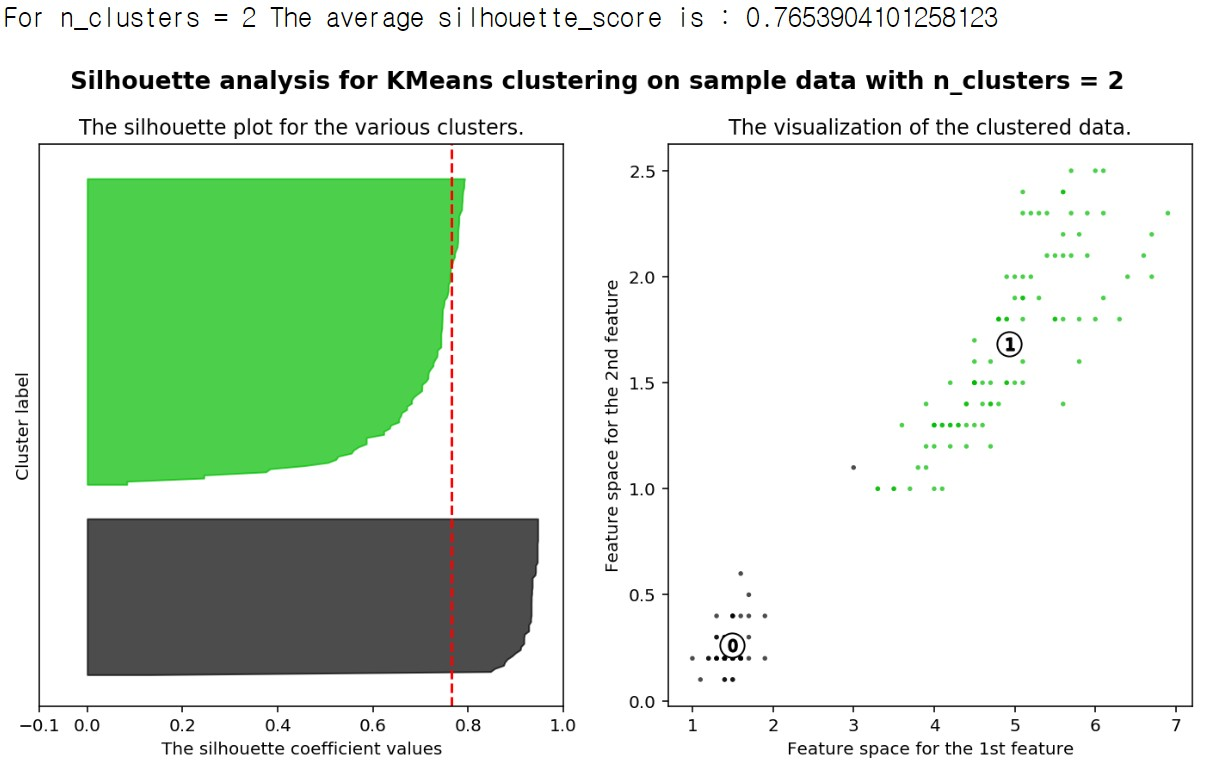 For n_clusters = 2 The average silhouette_score is : 0.7653904101258123
Silhouette analysis for KMeans clustering on sample data with n_clusters = 2
The silhouette plot for the various clusters.
Cluster label
−0.1 0.0 0.2 0.4 0.6 0.8 1.0
The silhouette coefficient values
The visualization of the clustered data.
Feature space for the 2nd feature
2.5
2.0
1.5
1.0
0.5
0.0
1
0
1 2 3 4 5 6 7
Feature space for the 1st feature